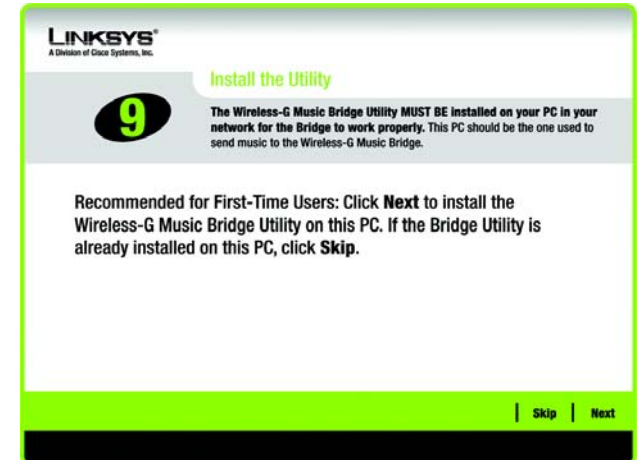 LINKSYS®
A Division of Cisco Systems, Inc.
Install the Utility
9
The Wireless-G Music Bridge Utility MUST BE installed on your PC in your
network for the Bridge to work properly. This PC should be the one used to
send music to the Wireless-G Music Bridge.
Recommended for First-Time Users: Click Next to install the
Wireless-G Music Bridge Utility on this PC. If the Bridge Utility is
already installed on this PC, click Skip.
Skip
Next